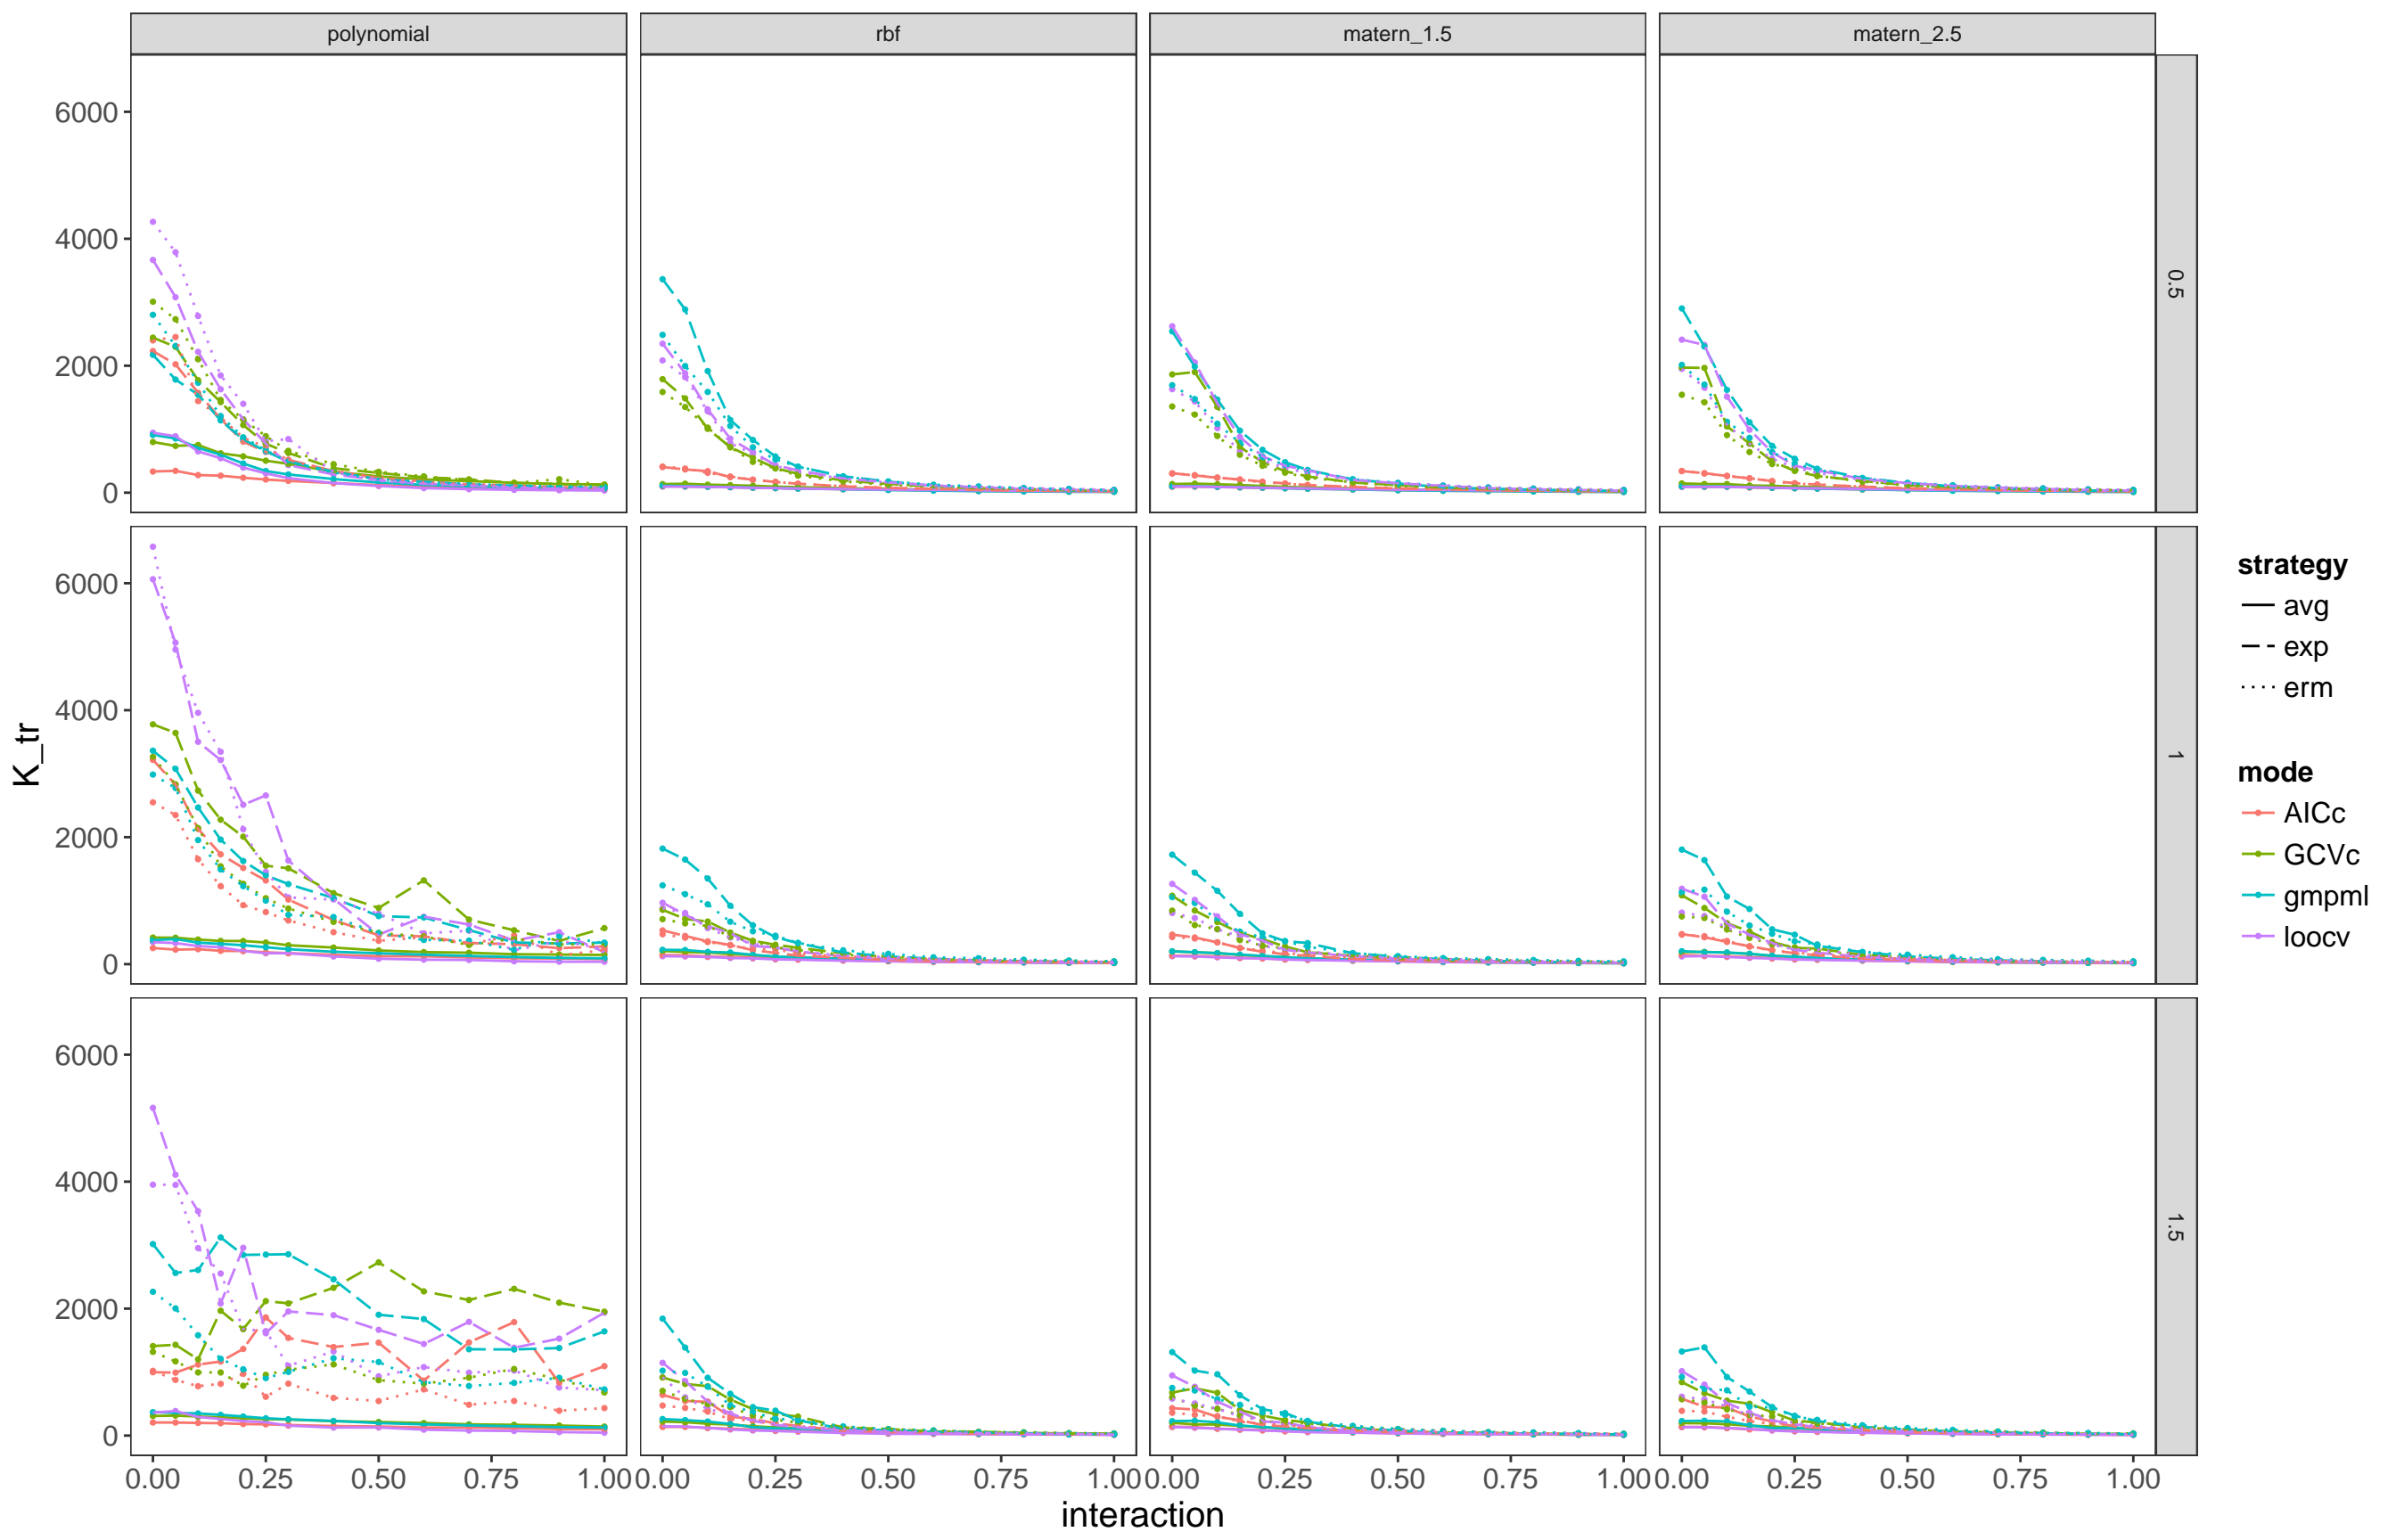 polynomial rbf matern_1.5 matern_2.5
6000
4000
2000
0
0.5
6000
4000
2000
0
1
6000
4000
2000
0
1.5
0.00 0.25 0.50 0.75 1.00 0.00 0.25 0.50 0.75 1.00 0.00 0.25 0.50 0.75 1.00 0.00 0.25 0.50 0.75 1.00
interaction
K_tr
strategy
avg
exp
erm
mode
AICc
GCVc
gmpml
loocv